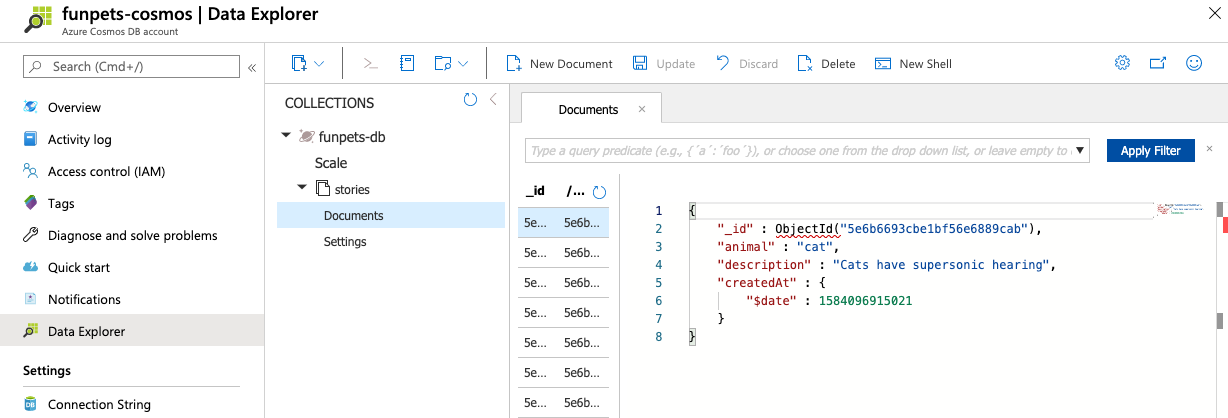 funpets-cosmos | Data Explorer
Azure Cosmos DB account
Search (Cmd+/)
Overview
Activity log
Access control (IAM)
Tags
Diagnose and solve problems
Quick start
Notifications
Data Explorer
Settings
Connection String
New Document
Update
Discard
Delete
New Shell
COLLECTIONS
funpets-db
Scale
stories
Documents
Settings
Documents
Type a query predicate (e.g., {´a´:´foo´}), or choose one from the drop down list, or leave empty to
Apply Filter
_id /...
5e... 5e6b...
5e... 5e6b...
5e... 5e6b...
5e... 5e6b...
5e... 5e6b...
5e... 5e6b...
5e... 5e6b...
1 {
2 "_id" : ObjectId("5e6b6693cbe1bf56e6889cab"),
3 "animal" : "cat",
4 "description" : "Cats have supersonic hearing",
5 "createdAt" : {
6 "$date" : 1584096915021
7 }
8 }